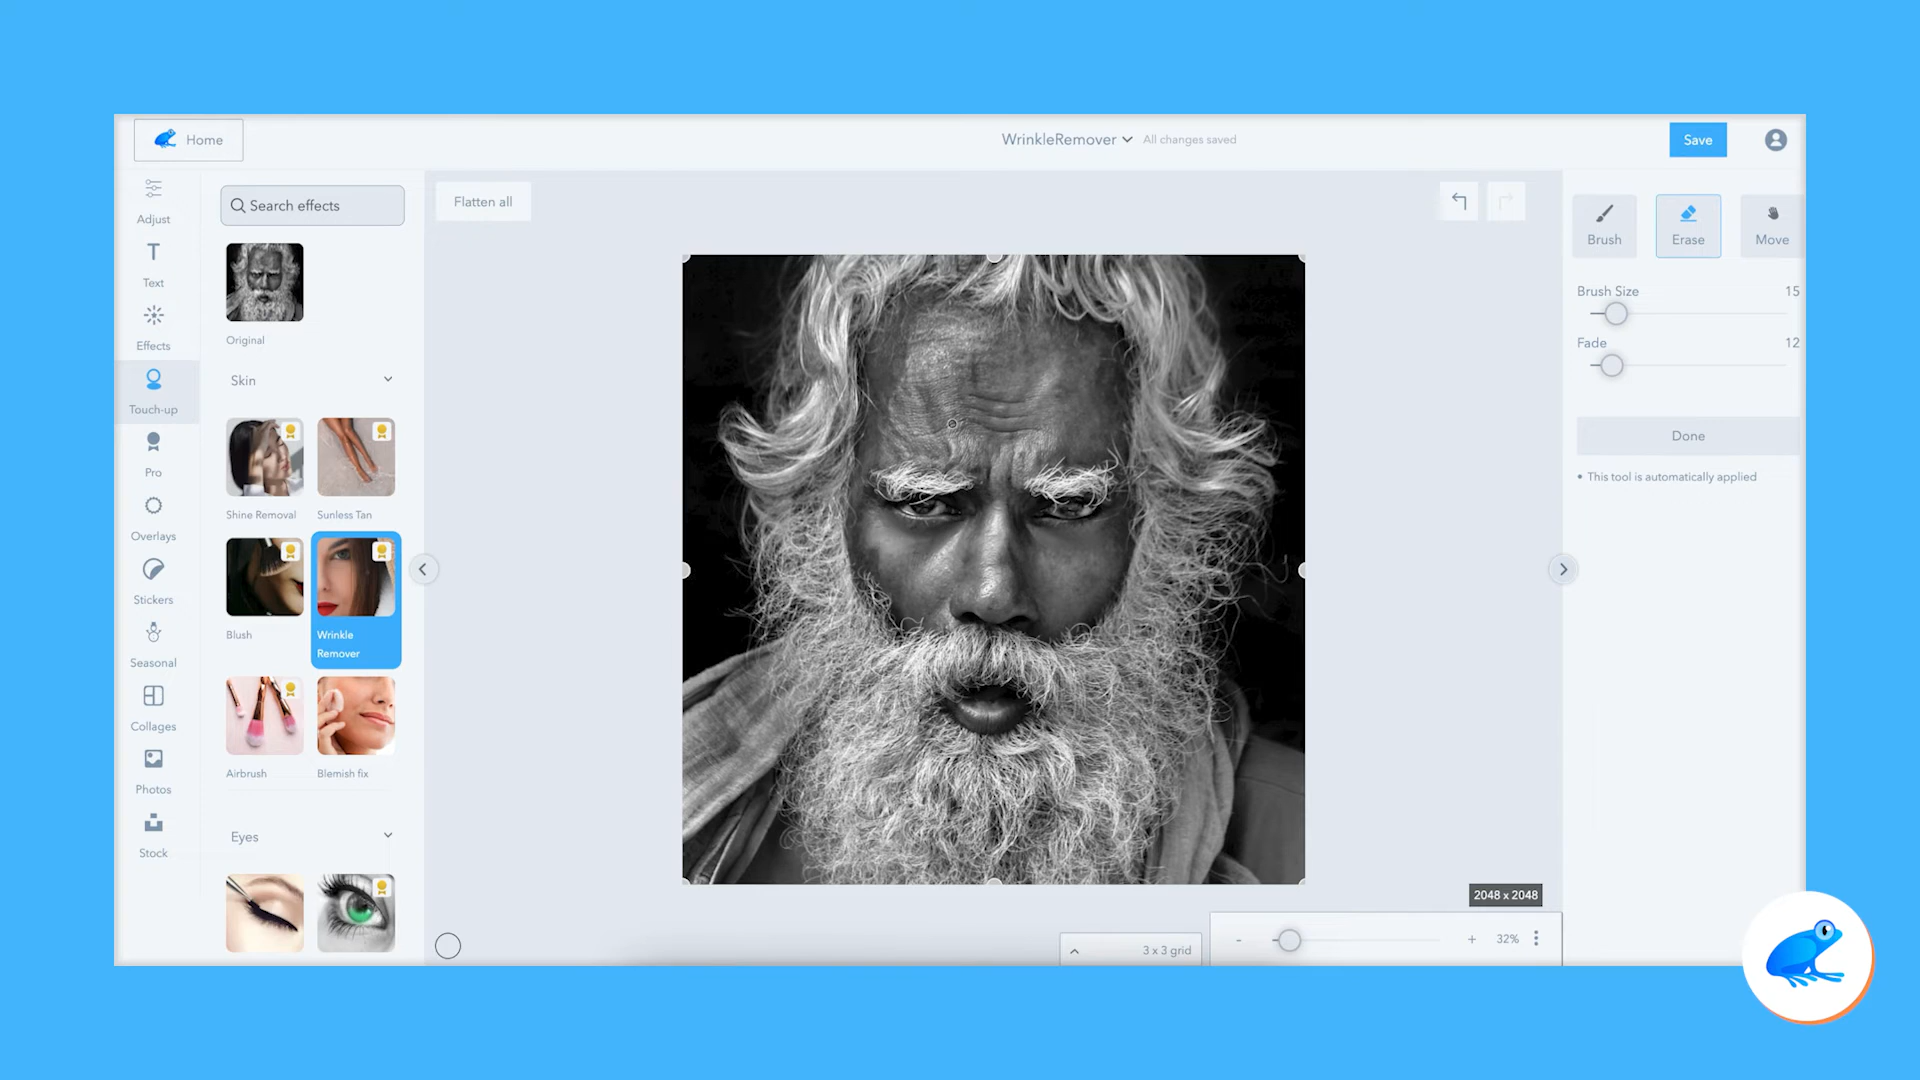 Home
WrinkleRemover
All changes saved
Save
Adjust
Text
Effects
Touch-up
Pro
Overlays
Stickers
Seasonal
Collages
Photos
Stock
Search effects
Original
Skin
Shine Removal
Sunless Tan
Blush
Wrinkle
Remover
Airbrush
Blemish fix
Eyes
Flatten all
2048 x 2048
3 x 3 grid
- + 32%
Brush
Erase
Move
Brush Size 15
Fade 12
Done
• This tool is automatically applied